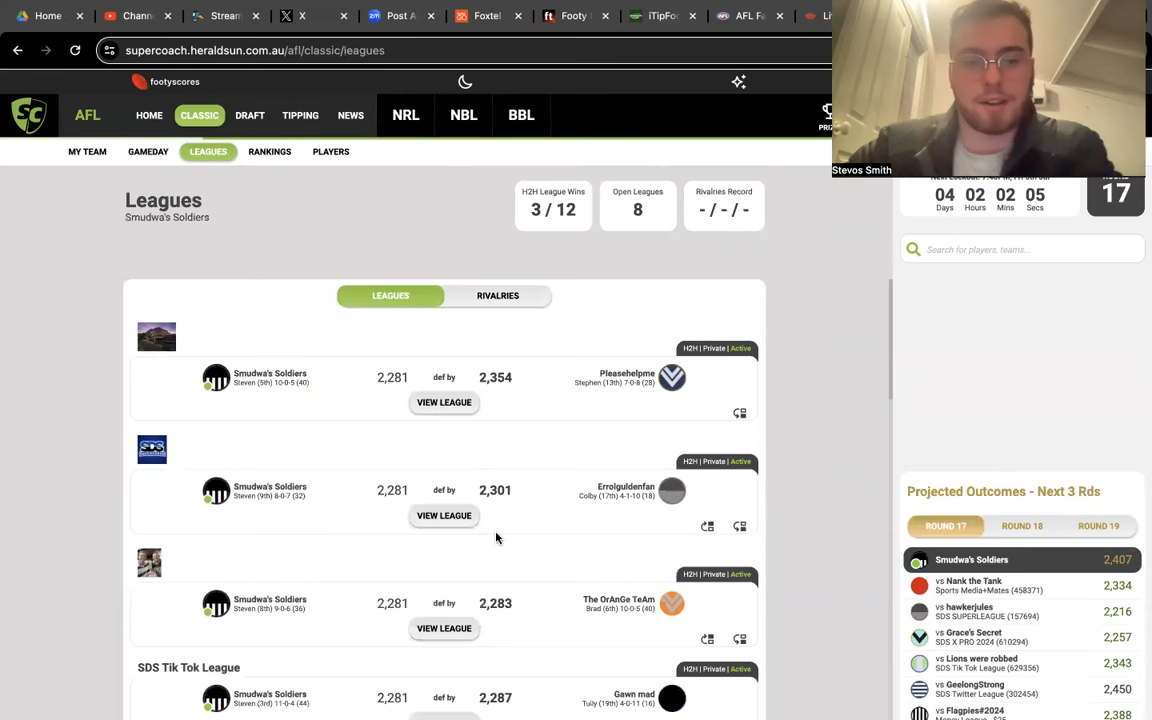 Home
Chann
Stream
X
Post A
Foxtel
Footy
iTipFoo
AFL Fa
Liv
supercoach.heraldsun.com.au/afl/classic/leagues
footyscores
SC
AFL
HOME
CLASSIC
DRAFT
TIPPING
NEWS
NRL
NBL
BBL
MY TEAM
GAMEDAY
LEAGUES
RANKINGS
PLAYERS
Stevos Smith
Leagues
Smudwa's Soldiers
H2H League Wins
3 / 12
Open Leagues
8
Rivalries Record
- / - / -
04
02
02
05
Days
Hours
Mins
Secs
17
Search for players, teams...
LEAGUES
RIVALRIES
H2H | Private | Active
Smudwa's Soldiers
Steven (5th) 10-0-5 (40)
2,281
def by
2,354
Pleasehelpme
Stephen (13th) 7-0-8 (28)
VIEW LEAGUE
SDS
H2H | Private | Active
Smudwa's Soldiers
Steven (9th) 8-0-7 (32)
2,281
def by
2,301
Errolguldenfan
Colby (17th) 4-1-10 (18)
VIEW LEAGUE
H2H | Private | Active
Smudwa's Soldiers
Steven (8th) 9-0-6 (36)
2,281
def by
2,283
The OrAnGe TeAm
Brad (6th) 10-0-5 (40)
VIEW LEAGUE
SDS Tik Tok League
H2H | Private | Active
Smudwa's Soldiers
Steven (3rd) 11-0-4 (44)
2,281
def by
2,287
Gawn mad
Tully (19th) 4-0-11 (16)
Projected Outcomes - Next 3 Rds
ROUND 17
ROUND 18
ROUND 19
Smudwa's Soldiers
2,407
vs Nank the Tank
Sports Media+Mates (458371)
2,334
vs hawkerjules
SDS SUPERLEAGUE (157694)
2,216
vs Grace's Secret
SDS X PRO 2024 (610294)
2,257
vs Lions were robbed
SDS Tik Tok League (629356)
2,343
vs GeelongStrong
SDS Twitter League (302454)
2,450
vs Flagpies#2024
2,388